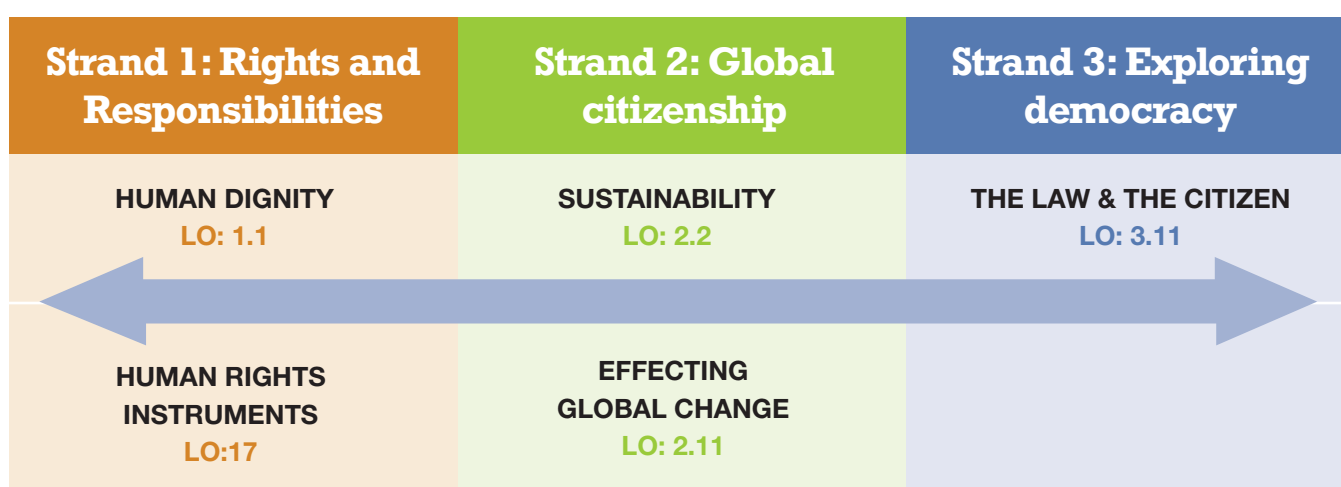 Strand 1: Rights and
Responsibilities
Strand 2: Global
citizenship
Strand 3: Exploring
democracy
HUMAN DIGNITY
LO: 1.1
SUSTAINABILITY
LO: 2.2
THE LAW & THE CITIZEN
LO: 3.11
HUMAN RIGHTS
INSTRUMENTS
LO:17
EFFECTING
GLOBAL CHANGE
LO: 2.11